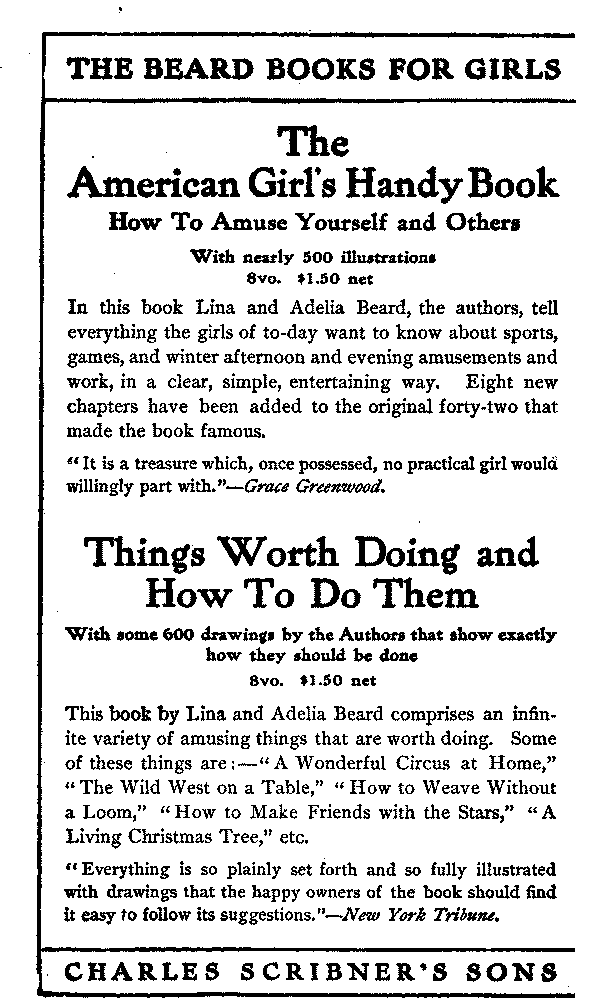 THE BEARD BOOKS FOR GIRLS
The
American Girl's Handy Book
How To Amuse Yourself and Others
With nearly 500 illustrations
8vo. $1.50 net
In this book Lina and Adelia Beard, the authors, tell
everything the girls of to-day want to know about sports,
games, and winter afternoon and evening amusements and
work, in a clear, simple, entertaining way. Eight new
chapters have been added to the original forty-two that
made the book famous.
"It is a treasure which, once possessed, no practical girl would
willingly part with."—Grace Greenwood.
Things Worth Doing and
How To Do Them
With some 600 drawings by the Authors that show exactly
how they should be done
8vo. $1.50 net
This book by Lina and Adelia Beard comprises an infin-
ite variety of amusing things that are worth doing. Some
of these things are:—"A Wonderful Circus at Home,"
"The Wild West on a Table," "How to Weave Without
a Loom," "How to Make Friends with the Stars," "A
Living Christmas Tree," etc.
"Everything is so plainly set forth and so fully illustrated
with drawings that the happy owners of the book should find
it easy to follow its suggestions."—New York Tribune.
CHARLES SCRIBNER'S SONS